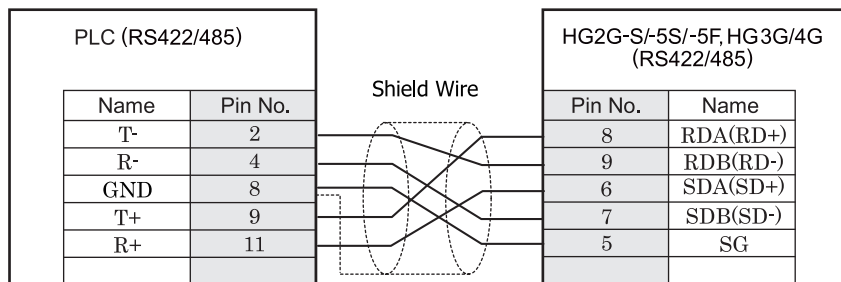 PLC (RS422/485)
HG2G-S/-5S/-5F, HG3G/4G
(RS422/485)
Shield Wire
Name Pin No. Pin No. Name
T- 2 8 RDA(RD+)
R- 4 9 RDB(RD-)
GND 8 6 SDA(SD+)
T+ 9 7 SDB(SD-)
R+ 11 5 SG